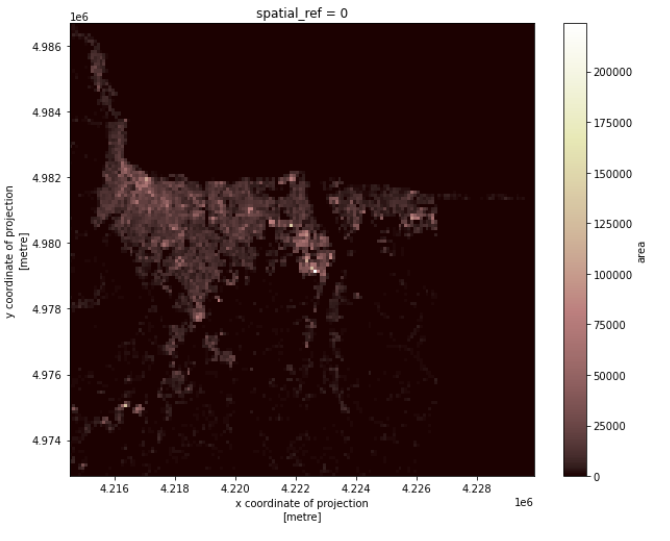 spatial_ref = 0
1e6
4.986
4.984
4.982
4.980
4.978
4.976
4.974
y coordinate of projection
[metre]
4.216
4.218
4.220
4.222
4.224
4.226
4.228
1e6
x coordinate of projection
[metre]
200000
175000
150000
125000
100000
75000
50000
25000
0
area